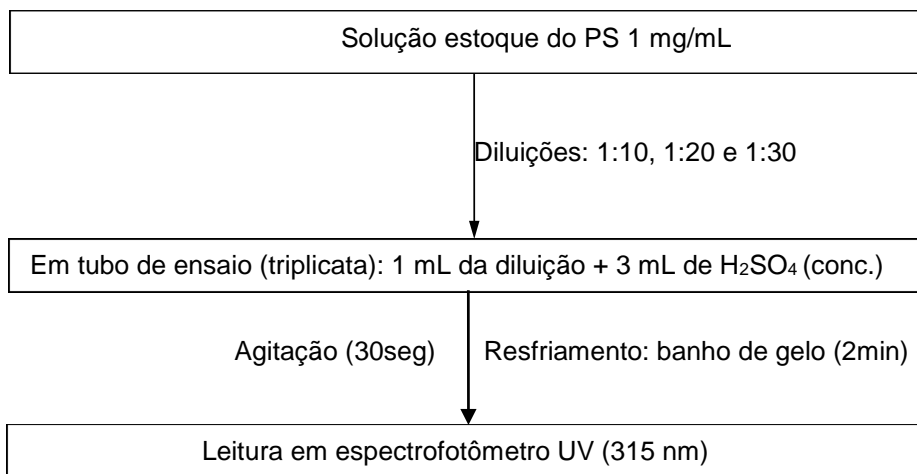 Solução estoque do PS 1 mg/mL
Diluições: 1:10, 1:20 e 1:30
Em tubo de ensaio (triplicata): 1 mL da diluição + 3 mL de H₂SO₄ (conc.)
Agitação (30seg) Resfriamento: banho de gelo (2min)
Leitura em espectrofotômetro UV (315 nm)